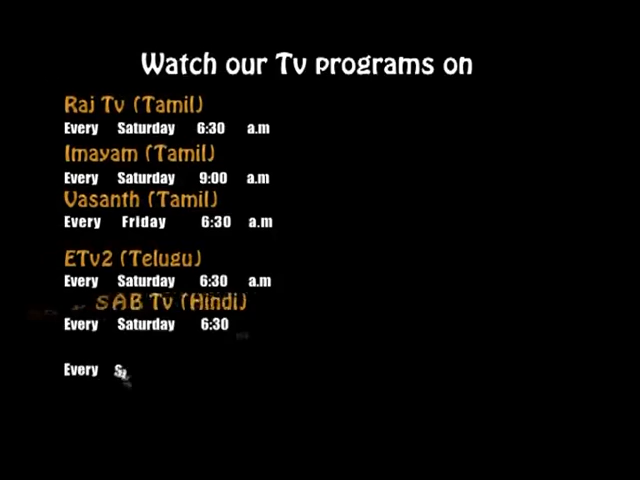 Watch our Tv programs on
Raj Tv (Tamil)
Every Saturday 6:30 a.m
Imayam (Tamil)
Every Saturday 9:00 a.m
Vasanth (Tamil)
Every Friday 6:30 a.m
ETv2 (Telugu)
Every Saturday 6:30 a.m
SAB Tv (Hindi)
Every Saturday 6:30
Every